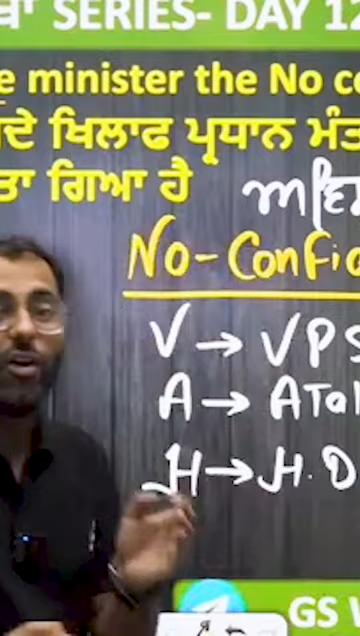 ਥਾ SERIES- DAY 12
e minister the No co
ਦੇ ਖਿਲਾਫ ਪ੍ਰਧਾਨ ਮੰਤ
ਤਾ ਗਿਆ ਹੈ
No-Confid
V → VPS
A → ATal
H → H.D
GS